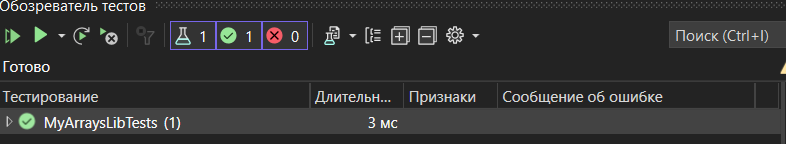 Обозреватель тестов
1 1 0 Поиск (Ctrl+I)
Готово
Тестирование Длительн... Признаки Сообщение об ошибке
MyArraysLibTests (1) 3 мс